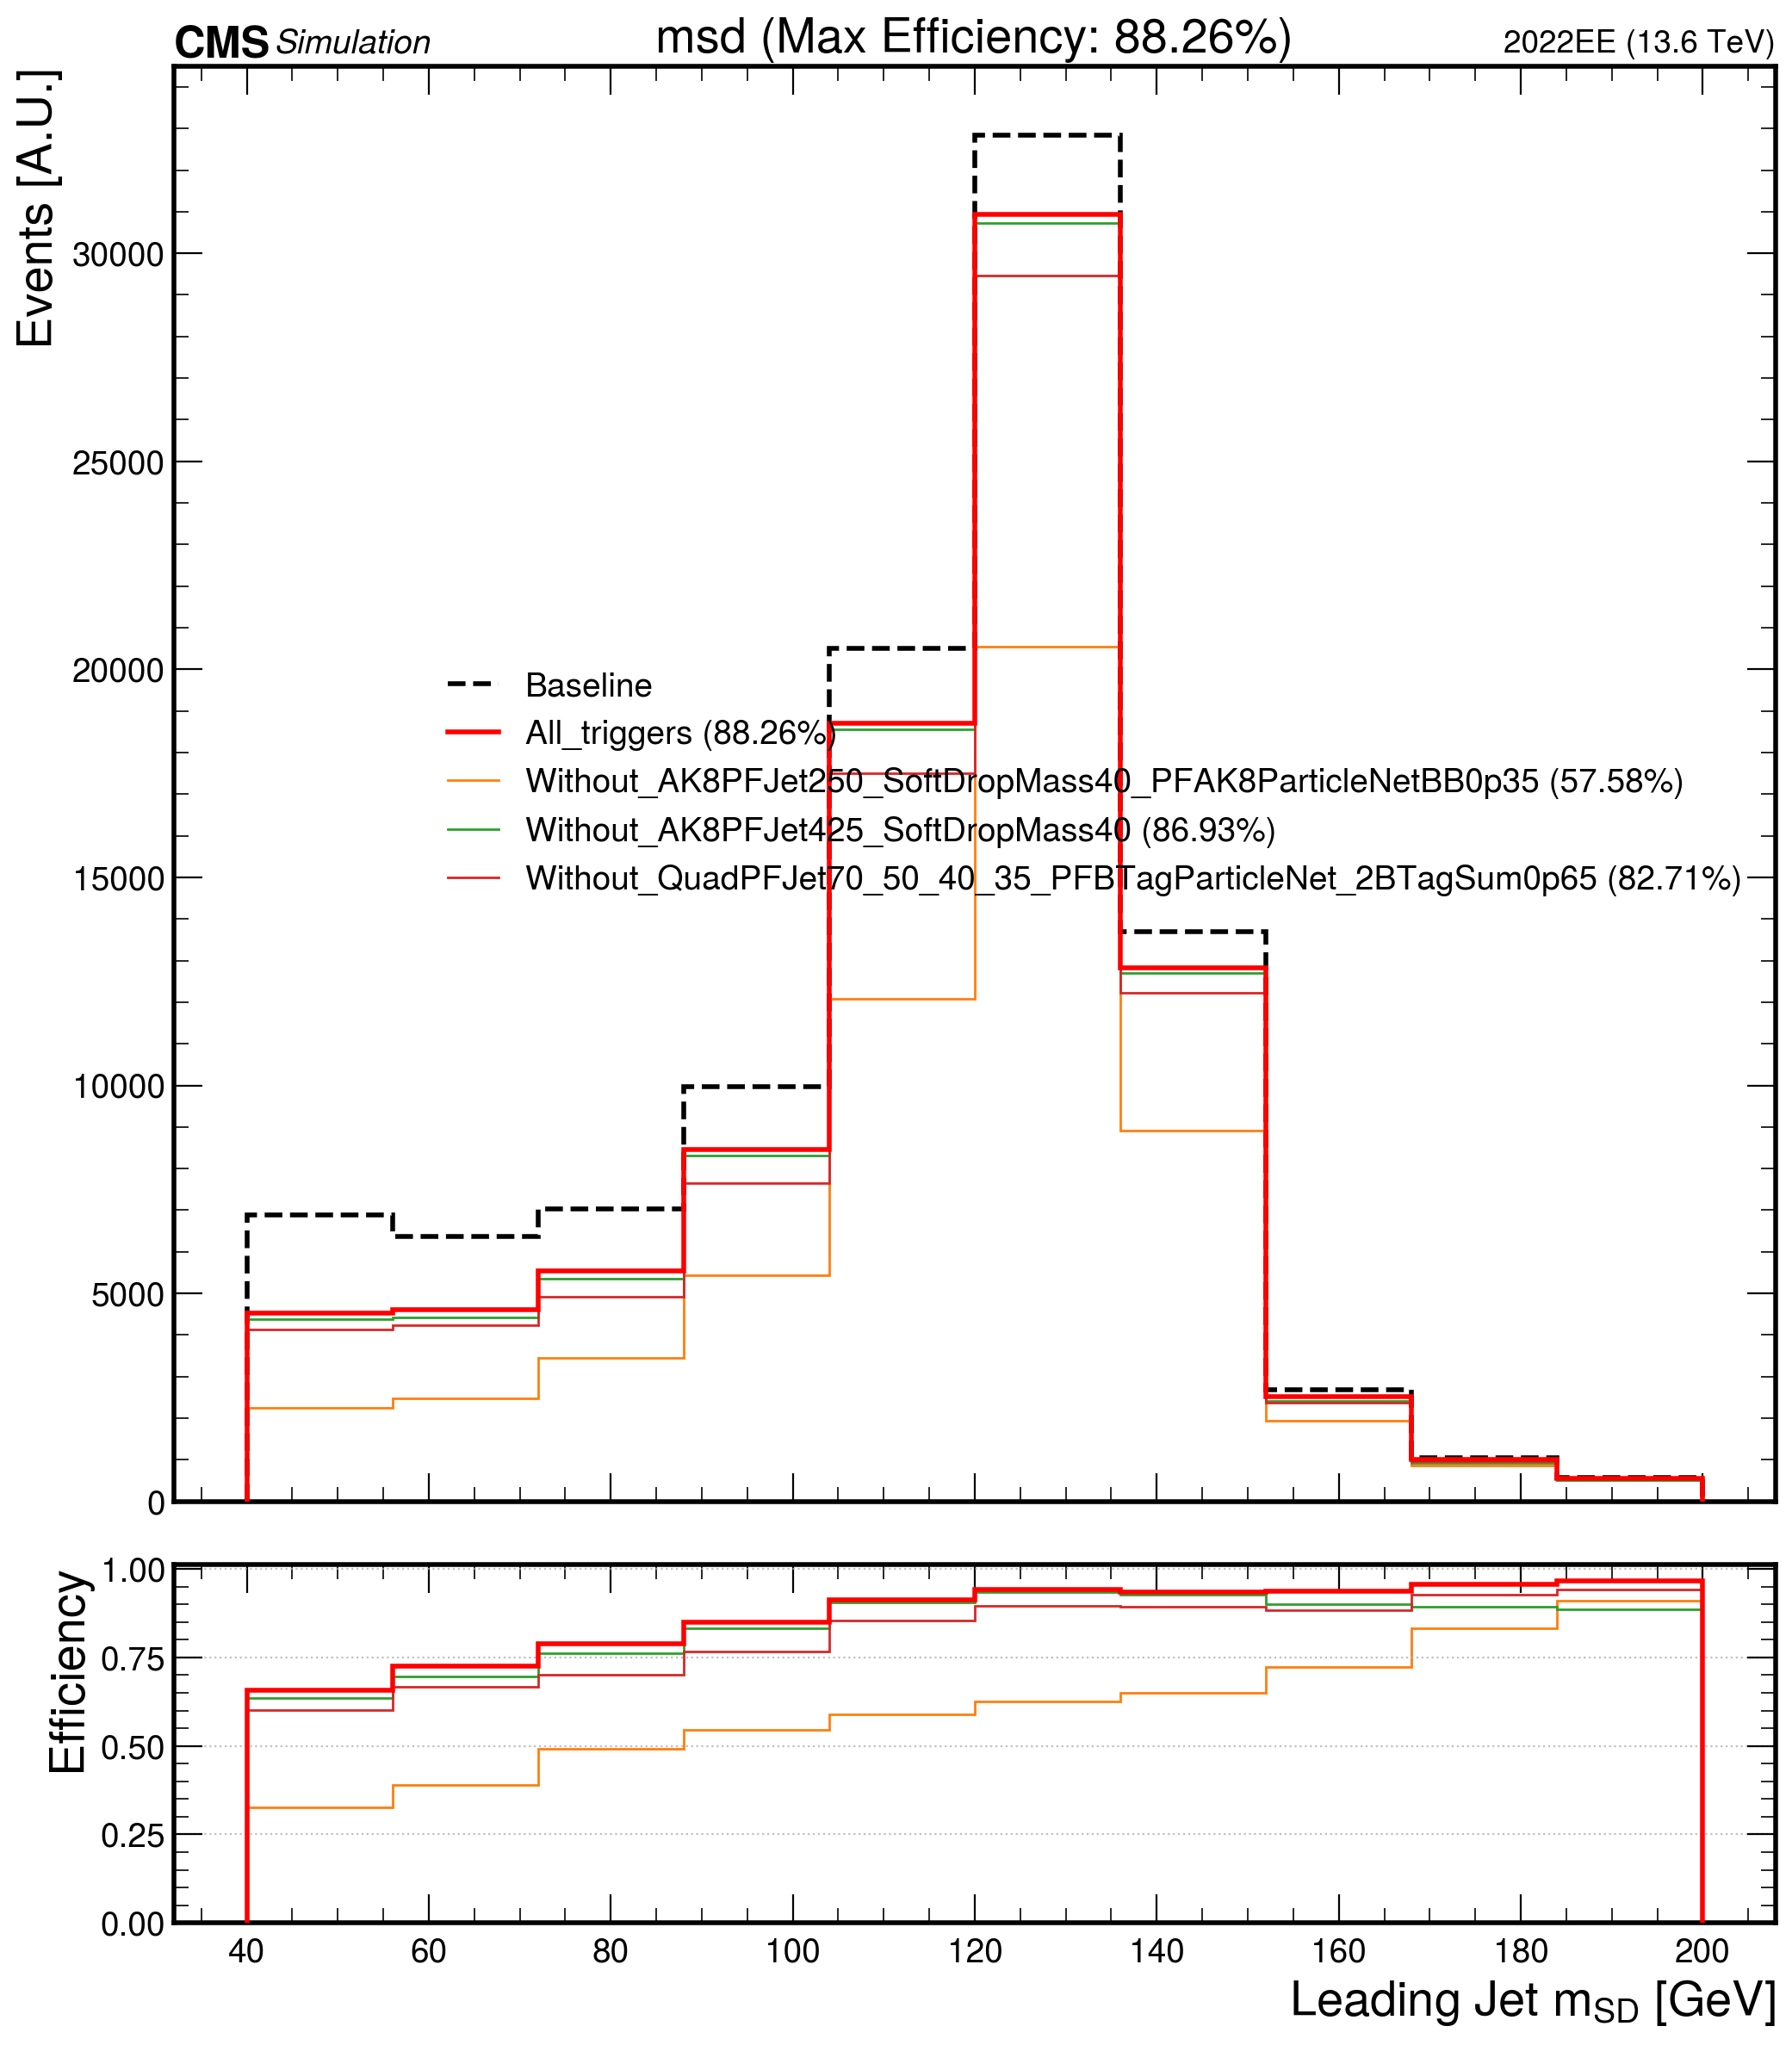 CMS Simulation msd (Max Efficiency: 88.26%) 2022EE (13.6 TeV)
Events [A.U.]
30000
25000
20000
15000
10000
5000
0
Baseline
All_triggers (88.26%)
Without_AK8PFJet250_SoftDropMass40_PFAK8ParticleNetBB0p35 (57.58%)
Without_AK8PFJet425_SoftDropMass40 (86.93%)
Without_QuadPFJet70_50_40_35_PFBTagParticleNet_2BTagSum0p65 (82.71%)
Efficiency
1.00
0.75
0.50
0.25
0.00
40 60 80 100 120 140 160 180 200
Leading Jet mSD [GeV]